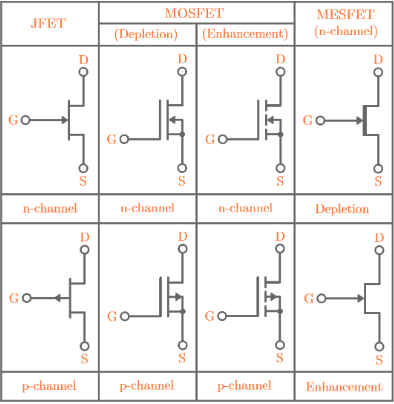 JFET
MOSFET
MESFET
(n-channel)
(Depletion)
(Enhancement)
D
D
D
D
G
G
G
G
S
S
S
S
n-channel
n-channel
n-channel
Depletion
D
D
D
D
G
G
G
G
S
S
S
S
p-channel
p-channel
p-channel
Enhancement